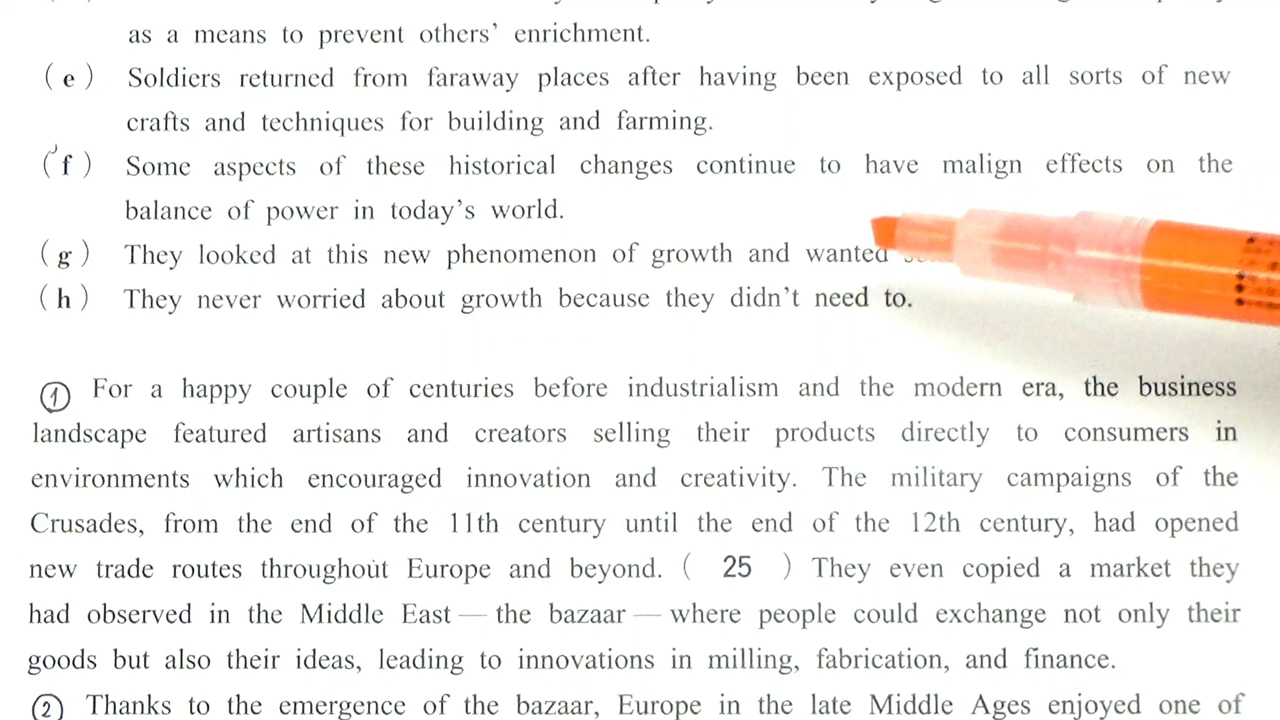 as a means to prevent others’ enrichment.
(e) Soldiers returned from faraway places after having been exposed to all sorts of new
crafts and techniques for building and farming.
(f) Some aspects of these historical changes continue to have malign effects on the
balance of power in today’s world.
(g) They looked at this new phenomenon of growth and wanted
(h) They never worried about growth because they didn’t need to.
① For a happy couple of centuries before industrialism and the modern era, the business
landscape featured artisans and creators selling their products directly to consumers in
environments which encouraged innovation and creativity. The military campaigns of the
Crusades, from the end of the 11th century until the end of the 12th century, had opened
new trade routes throughout Europe and beyond. ( 25 ) They even copied a market they
had observed in the Middle East — the bazaar — where people could exchange not only their
goods but also their ideas, leading to innovations in milling, fabrication, and finance.
② Thanks to the emergence of the bazaar, Europe in the late Middle Ages enjoyed one of